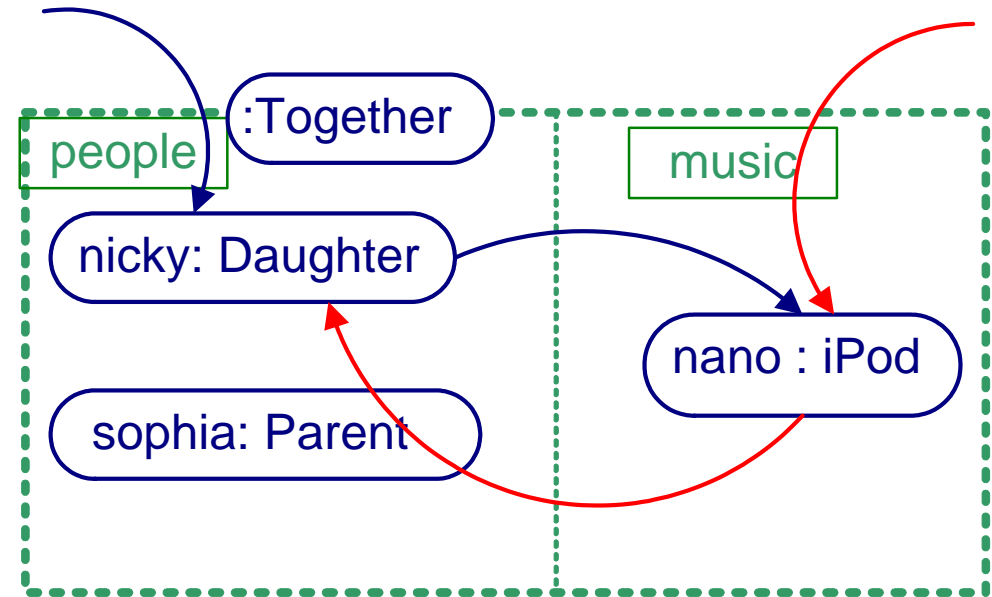 :Together
people
music
nicky: Daughter
nano : iPod
sophia: Parent